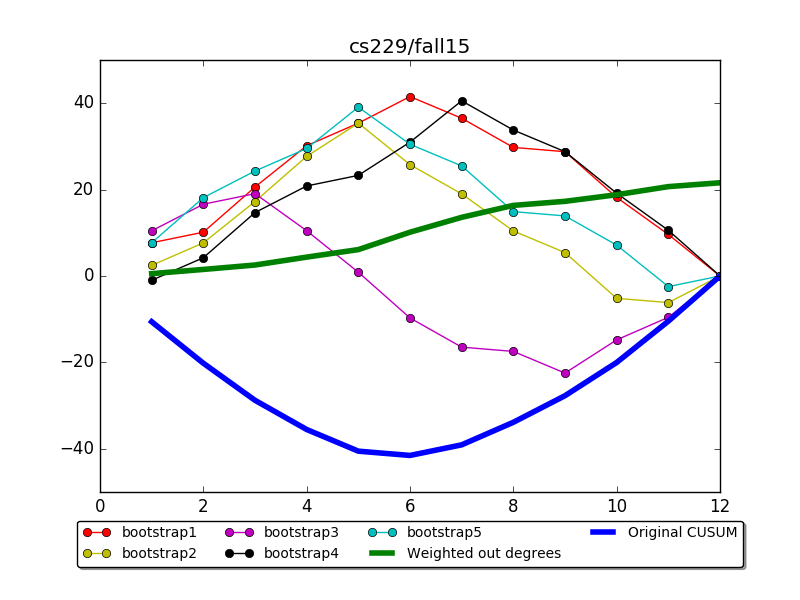 cs229/fall15
40
20
0
−20
−40
0 2 4 6 8 10 12
bootstrap1 bootstrap3 bootstrap5 Original CUSUM
bootstrap2 bootstrap4 Weighted out degrees